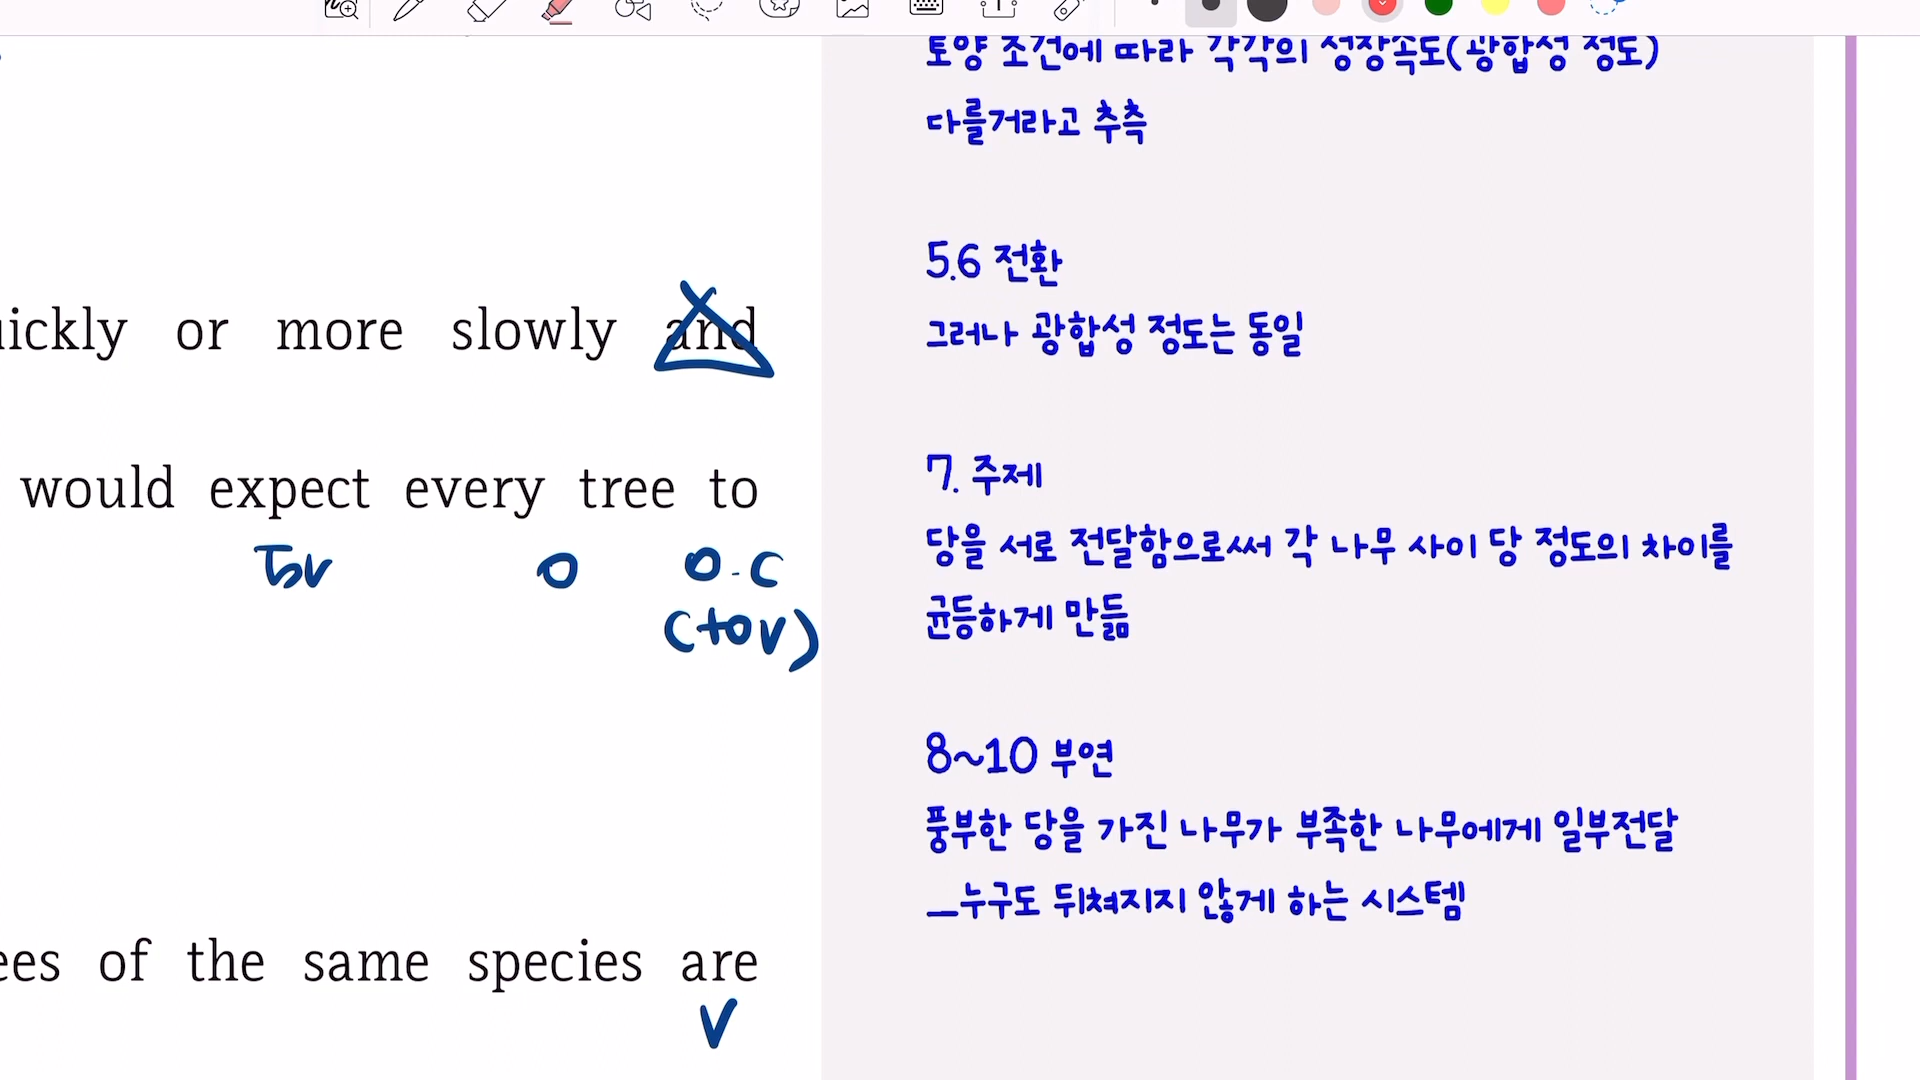 or more slowly and
would expect every tree to
5V O O.C
(to V)
of the same species are
V
토양 조건에 따라 각각의 성장속도(광합성 정도)
다를거라고 추측
5.6 전환
그러나 광합성 정도는 동일
7. 주제
당을 서로 전달함으로써 각 나무 사이 당 정도의 차이를
균등하게 만듦
8~10 부연
풍부한 당을 가진 나무가 부족한 나무에게 일부전달
_누구도 뒤쳐지지 않게 하는 시스템